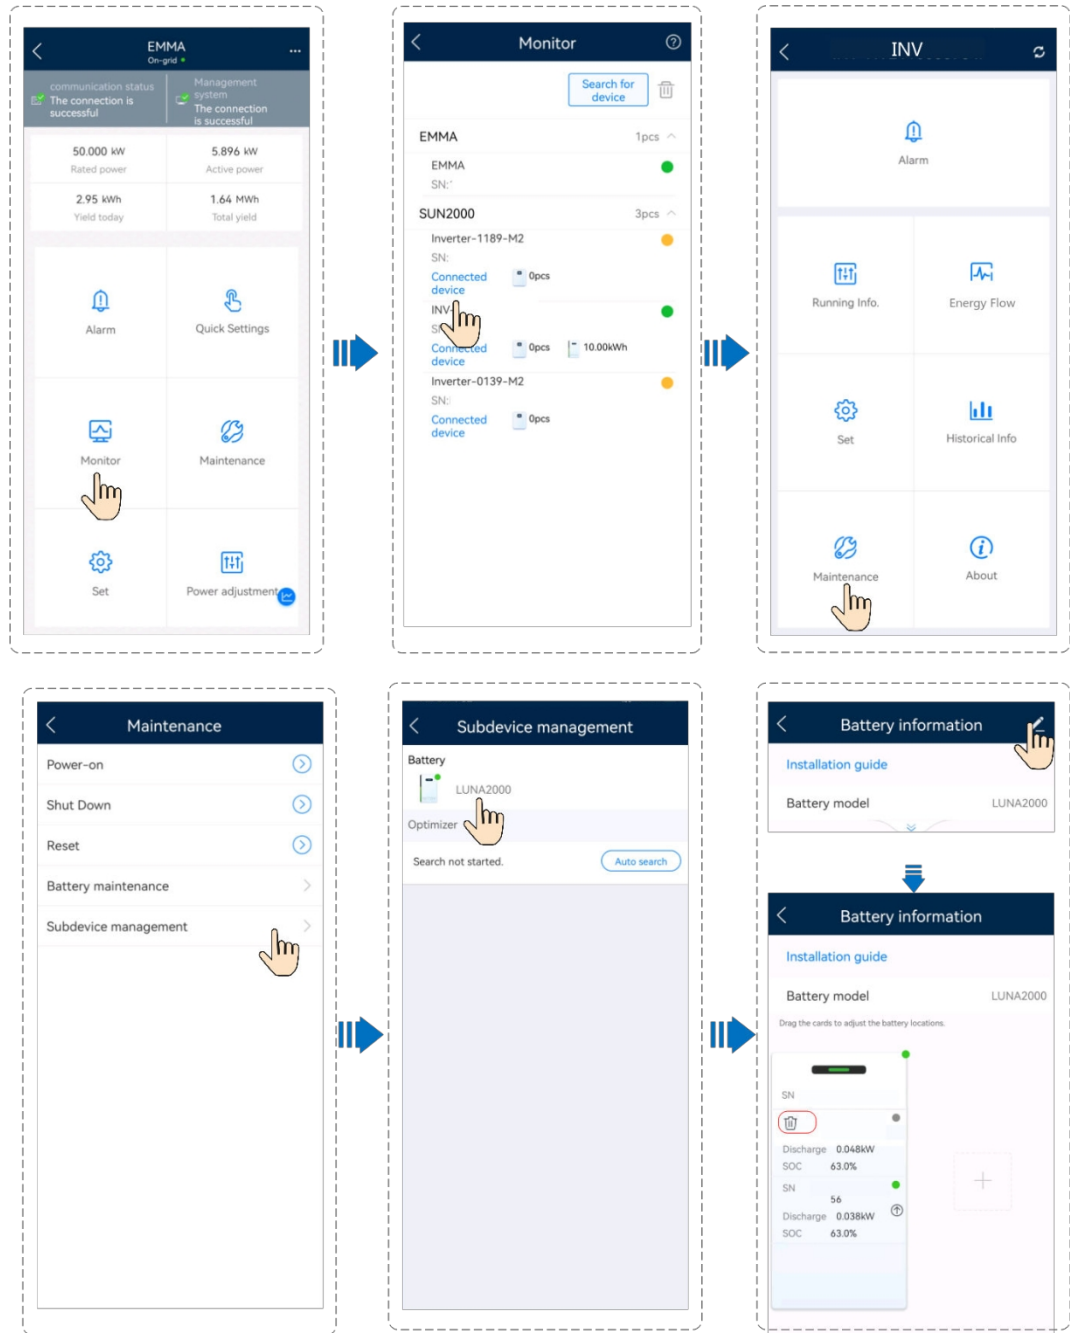 EMMA
On-grid
...
communication status
The connection is
successful
Management
system
The connection
is successful
50.000 kW
Rated power
5.896 kW
Active power
2.95 kWh
Yield today
1.64 MWh
Total yield
Alarm
Quick Settings
Monitor
Maintenance
Set
Power adjustment
Monitor
Search for
device
EMMA
1pcs
EMMA
SN:
SUN2000
3pcs
Inverter-1189-M2
SN:
Connected
device
0pcs
INV-
Connected
device
0pcs
10.00kWh
Inverter-0139-M2
SN:
Connected
device
0pcs
INV
Alarm
Running Info.
Energy Flow
Set
Historical Info
Maintenance
About
Maintenance
Power-on
Shut Down
Reset
Battery maintenance
Subdevice management
Subdevice management
Battery
LUNA2000
Optimizer
Search not started.
Auto search
Battery information
Installation guide
Battery model
LUNA2000
Battery information
Installation guide
Battery model
LUNA2000
Drag the cards to adjust the battery locations.
SN
Discharge 0.048kW
SOC 63.0%
SN
56
Discharge 0.038kW
SOC 63.0%